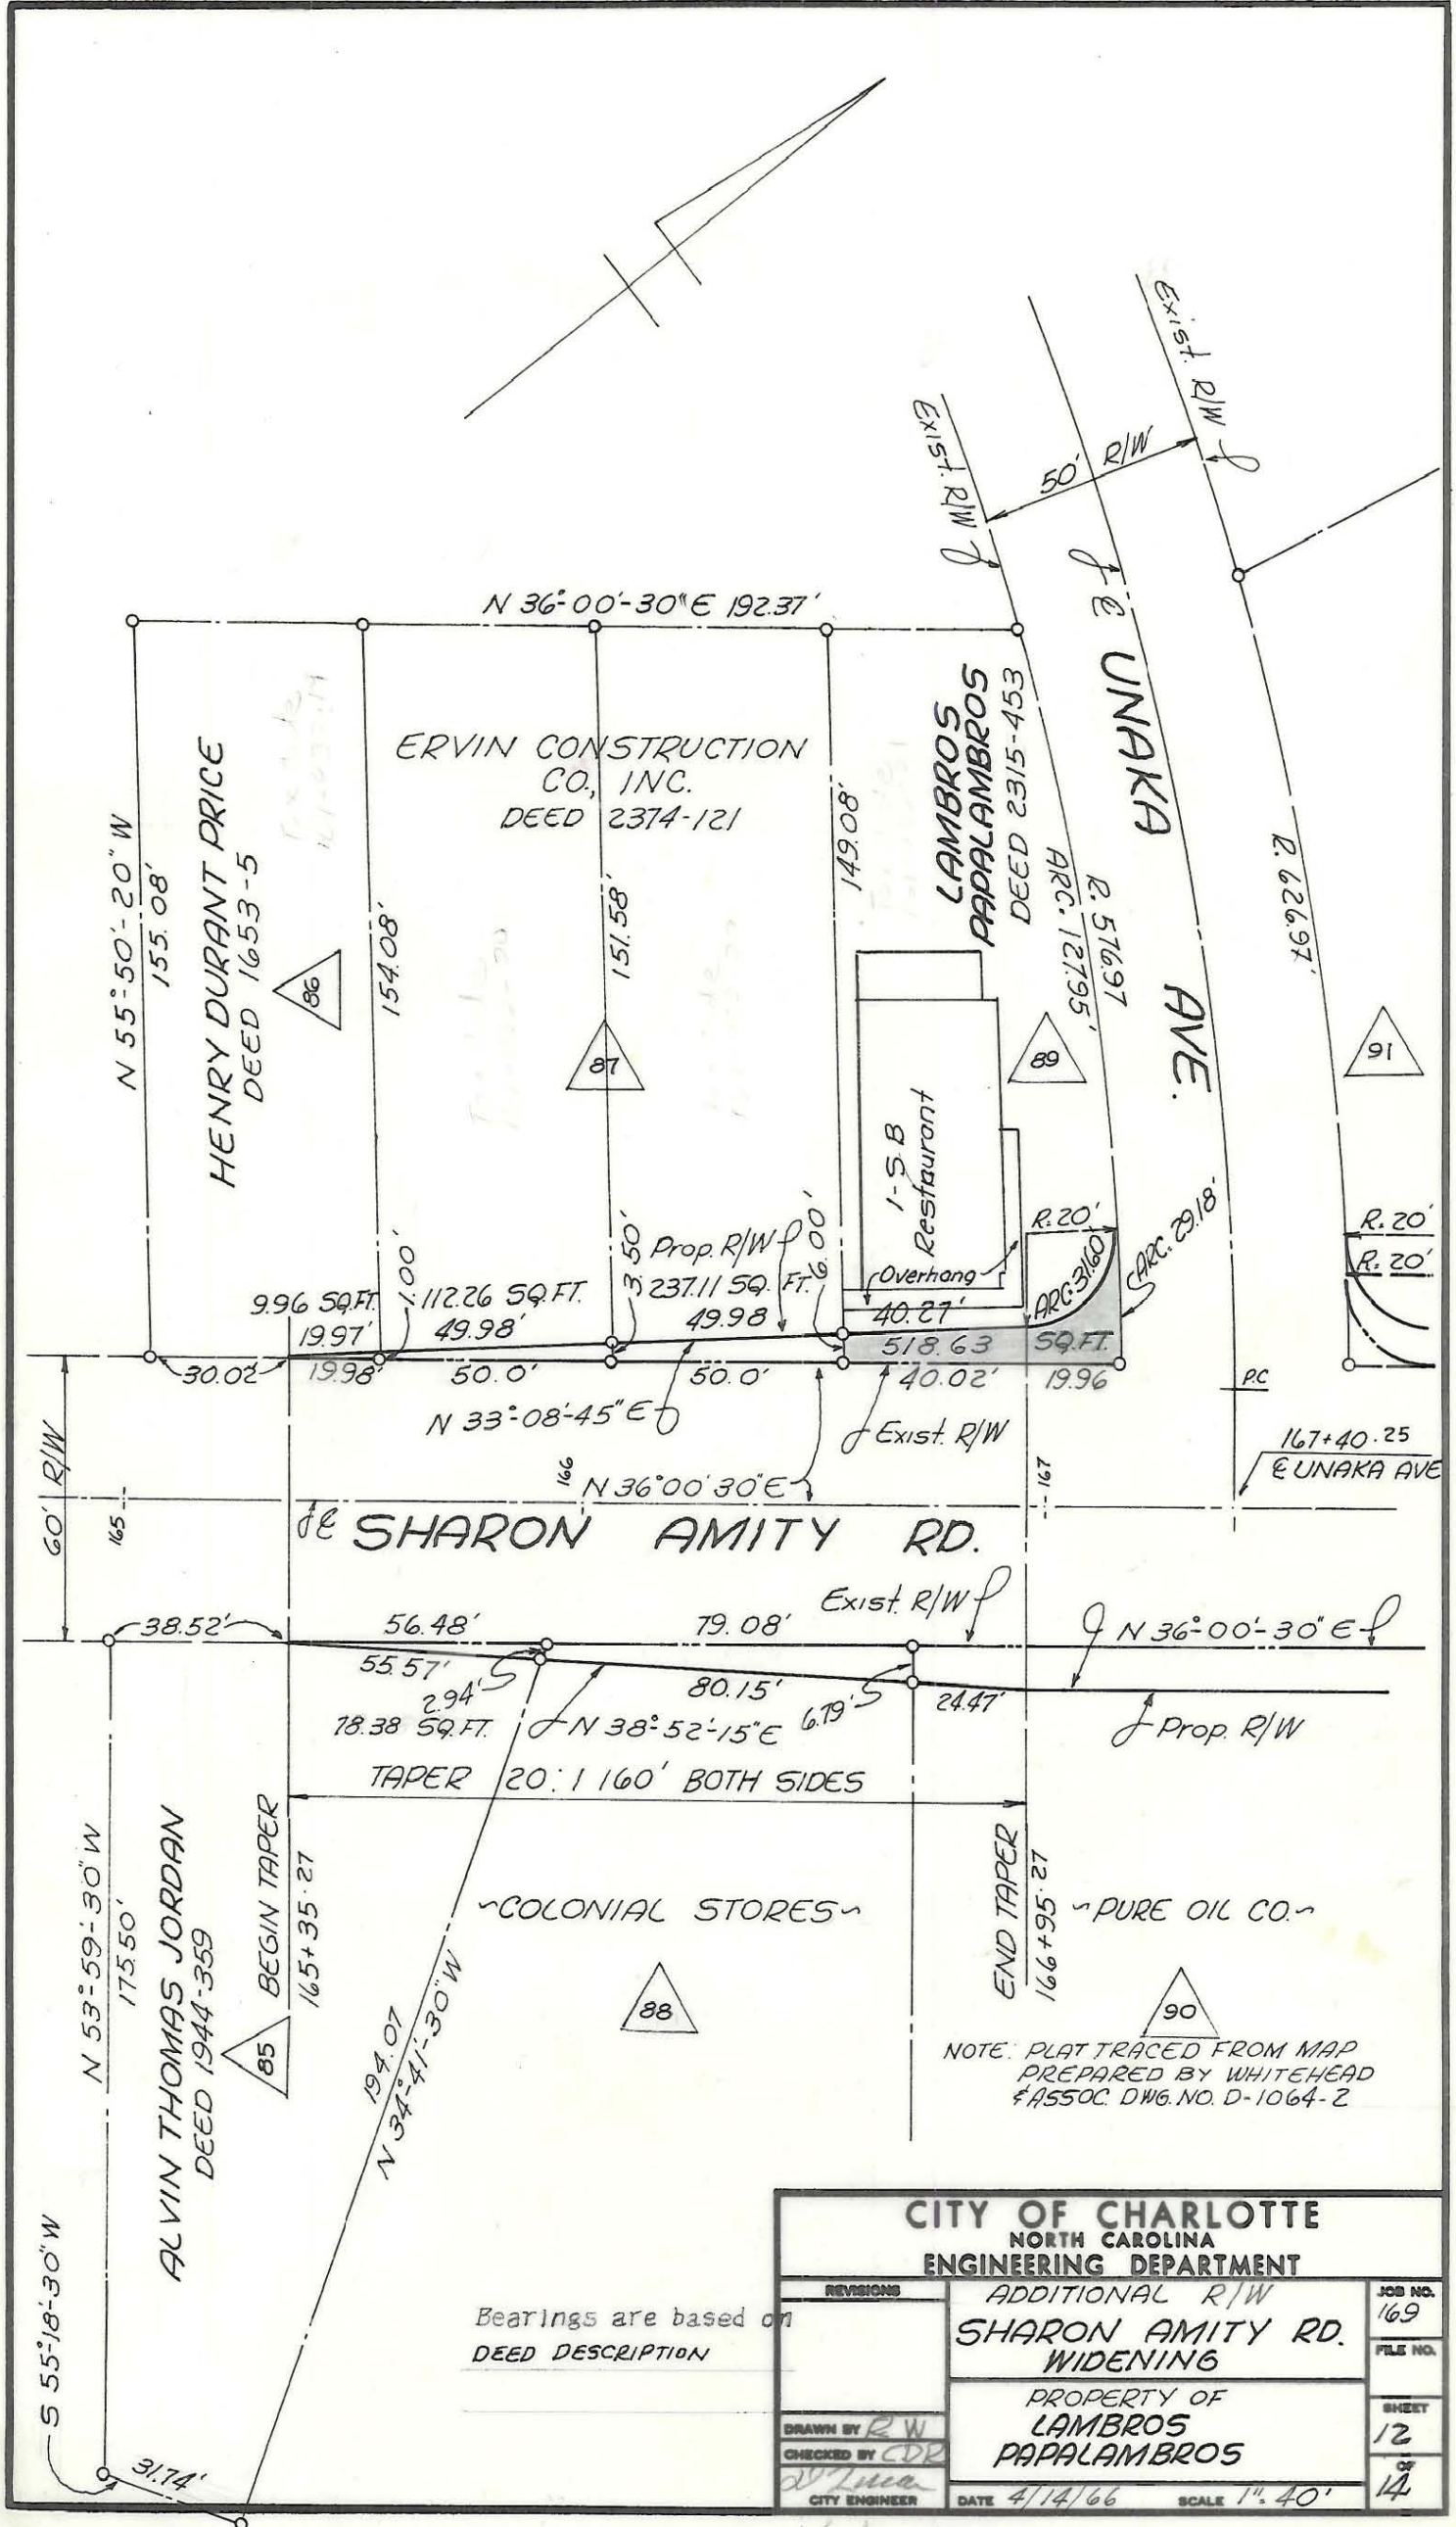 Exist. R/W
Exist. R/W
50' R/W
℄ UNAKA AVE.
N 36°-00'-30"E 192.37'
N 55°-50'-20"W
155.08'
HENRY DURANT PRICE
DEED 1653-5
86
154.08'
ERVIN CONSTRUCTION
CO., INC.
DEED 2374-121
151.58'
87
149.08'
LAMBROS
PAPALAMBROS
DEED 2315-453
R. 576.97
ARC. 127.95'
R. 626.97'
89
91
1-S-B
Restaurant
Overhang
R. 20'
ARC. 31.60'
ARC. 29.18'
R. 20'
R. 20'
9.96 SQ.FT.
1.00'
112.26 SQ. FT.
3.50'
Prop. R/W
237.11 SQ. FT.
6.00'
19.97'
49.98'
49.98
40.27'
518.63 SQ.FT.
30.02
19.98'
50.0'
50.0'
40.02'
19.96
N 33°-08'-45"E
Exist. R/W
P.C
167+40.25
℄ UNAKA AVE
60' R/W
165
166
N 36°00'30"E
167
℄ SHARON AMITY RD.
38.52'
56.48'
79.08'
Exist. R/W
N 36°-00'-30"E
55.57'
2.94'
80.15'
6.79'
24.47'
78.38 SQ.FT.
N 38°-52'-15"E
Prop. R/W
TAPER 20:1 160' BOTH SIDES
N 53°-59'-30"W
175.50'
ALVIN THOMAS JORDAN
DEED 1944-359
85
BEGIN TAPER
165+35.27
~COLONIAL STORES~
88
END TAPER
166+95.27
~PURE OIL CO.~
90
194.07
N 34°-41'-30"W
NOTE: PLAT TRACED FROM MAP
PREPARED BY WHITEHEAD
& ASSOC. DWG. NO. D-1064-2
S 55°-18'-30"W
31.74'
Bearings are based on
DEED DESCRIPTION
CITY OF CHARLOTTE
NORTH CAROLINA
ENGINEERING DEPARTMENT
REVISIONS
ADDITIONAL R/W
SHARON AMITY RD.
WIDENING
JOB NO.
169
FILE NO.
PROPERTY OF
LAMBROS
PAPALAMBROS
SHEET
12
OF
14
DRAWN BY R. W
CHECKED BY CDR
CITY ENGINEER
DATE 4/14/66
SCALE 1": 40'